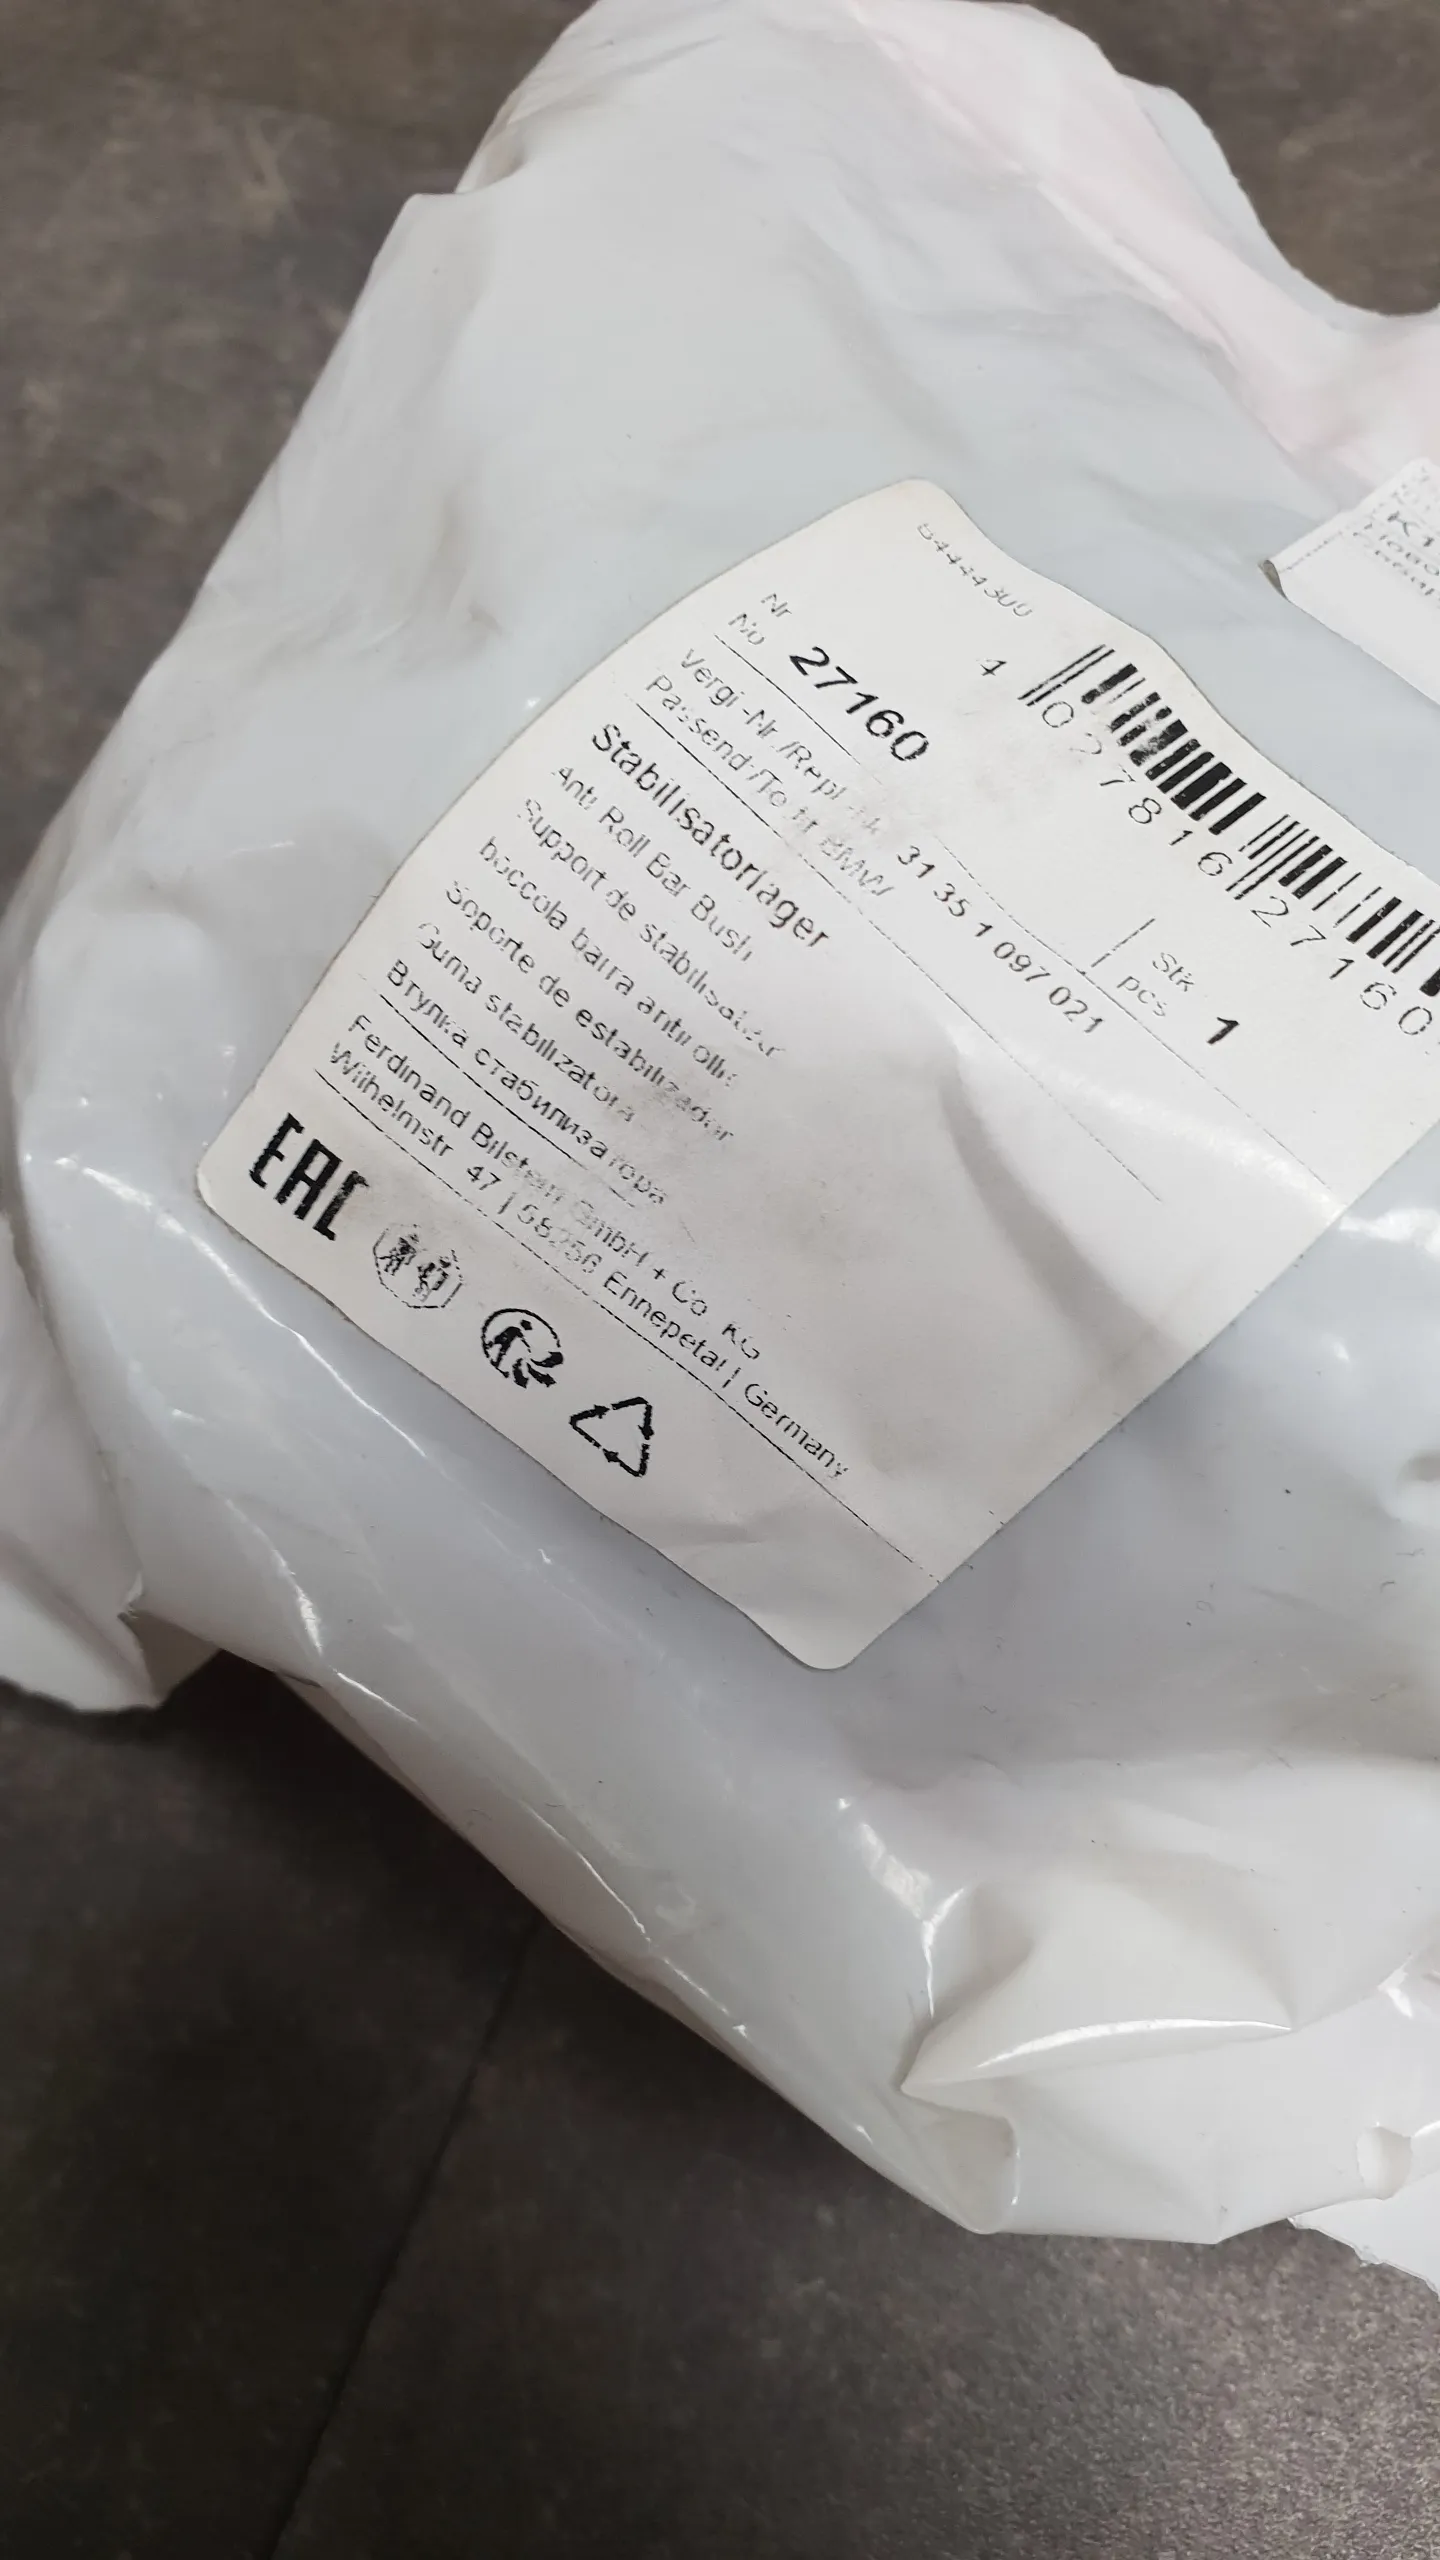 54444300
Nr
No 27160
4 027816 27160
Vergl.-Nr./Repl. 31 35 1 097 021
Passend/To fit BMW
Stk
pcs 1
Stabilisatorlager
Anti Roll Bar Bush
Support de stabilisateur
boccola barra antirollio
Soporte de estabilizador
Guma stabilizatora
Втулка стабилизатора
Ferdinand Bilstein GmbH + Co. KG
Wilhelmstr. 47 | 58256 Ennepetal | Germany
EAC